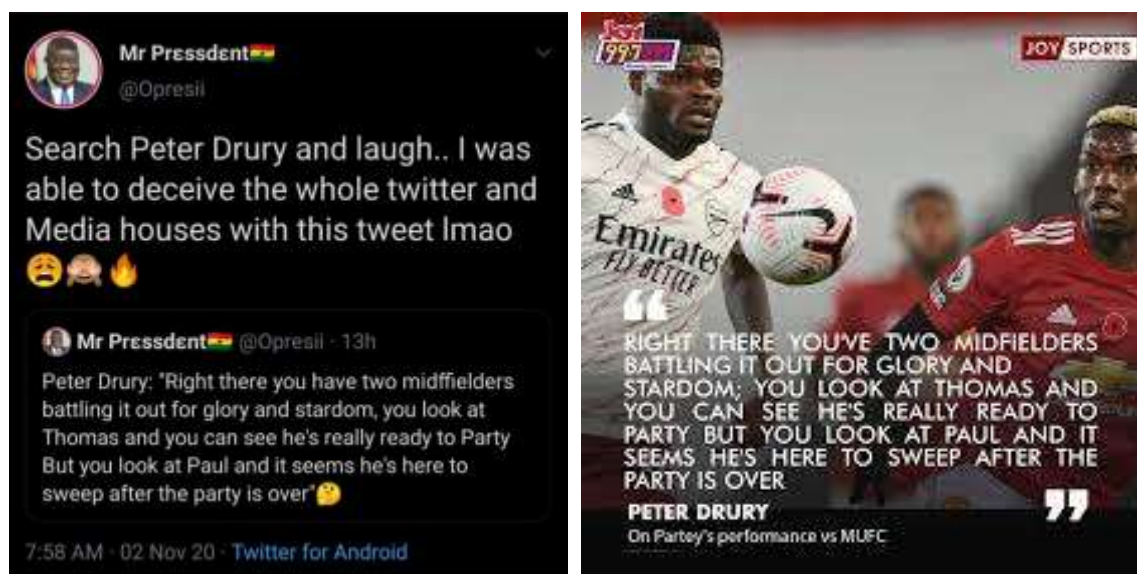 Mr Prɛssdɛnt🇬🇭
@Opresii
Search Peter Drury and laugh.. I was
able to deceive the whole twitter and
Media houses with this tweet lmao
😩🙈🔥
Mr Prɛssdɛnt🇬🇭 @Opresii · 13h
Peter Drury: "Right there you have two midffielders
battling it out for glory and stardom, you look at
Thomas and you can see he's really ready to Party
But you look at Paul and it seems he's here to
sweep after the party is over"🤔
7:58 AM · 02 Nov 20 · Twitter for Android
Joy
99.7 FM
JOY SPORTS
Emirates
FLY BETTER
“
RIGHT THERE YOU'VE TWO MIDFIELDERS
BATTLING IT OUT FOR GLORY AND
STARDOM; YOU LOOK AT THOMAS AND
YOU CAN SEE HE'S REALLY READY TO
PARTY BUT YOU LOOK AT PAUL AND IT
SEEMS HE'S HERE TO SWEEP AFTER THE
PARTY IS OVER
”
PETER DRURY
On Partey's performance vs MUFC